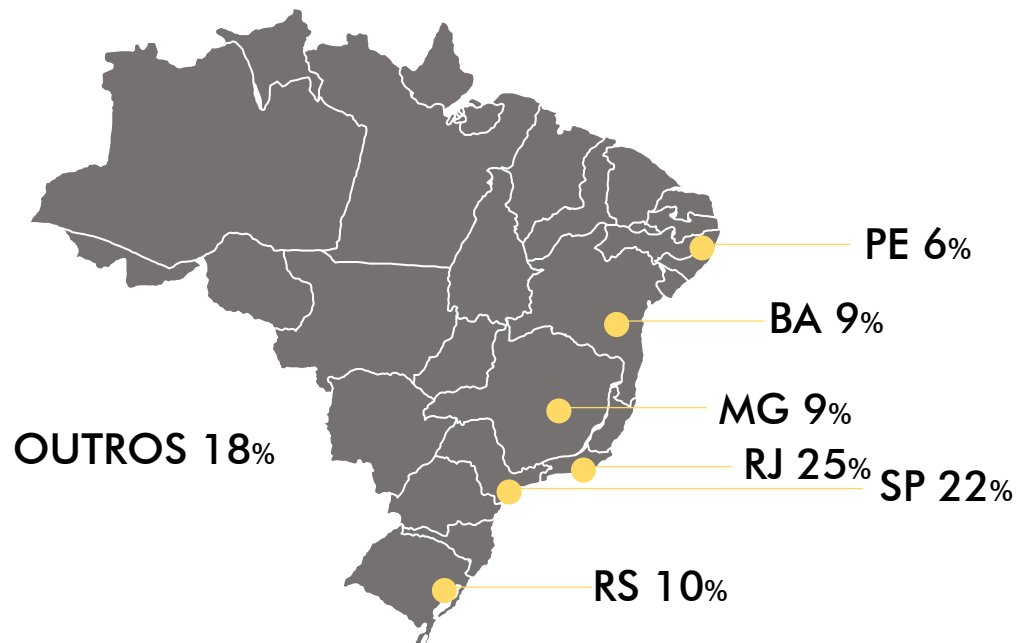 PE 6%
BA 9%
MG 9%
OUTROS 18%
RJ 25%
SP 22%
RS 10%